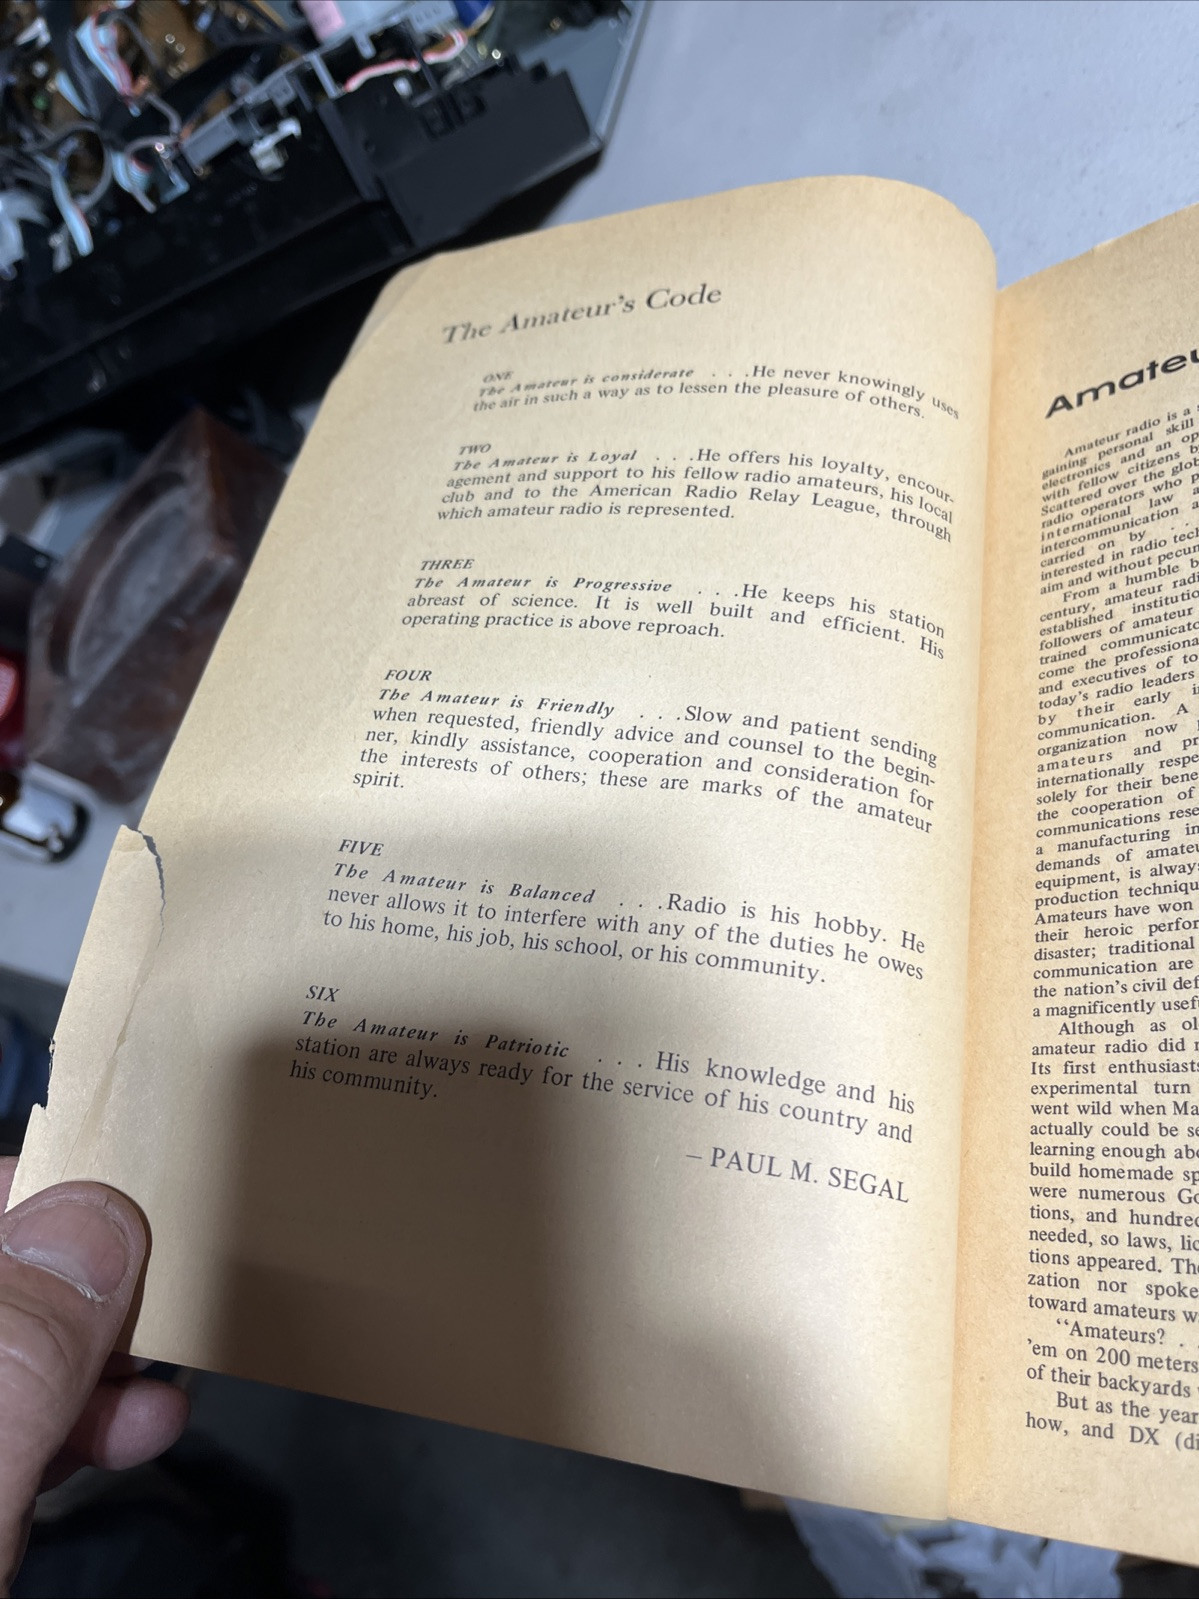 The Amateur's Code
ONE
The Amateur is considerate . . .He never knowingly uses
the air in such a way as to lessen the pleasure of others.
TWO
The Amateur is Loyal . . .He offers his loyalty, encour-
agement and support to his fellow radio amateurs, his local
club and to the American Radio Relay League, through
which amateur radio is represented.
THREE
The Amateur is Progressive . . .He keeps his station
abreast of science. It is well built and efficient. His
operating practice is above reproach.
FOUR
The Amateur is Friendly . . .Slow and patient sending
when requested, friendly advice and counsel to the begin-
ner, kindly assistance, cooperation and consideration for
the interests of others; these are marks of the amateur
spirit.
FIVE
The Amateur is Balanced . . .Radio is his hobby. He
never allows it to interfere with any of the duties he owes
to his home, his job, his school, or his community.
SIX
The Amateur is Patriotic . . . His knowledge and his
station are always ready for the service of his country and
his community.
– PAUL M. SEGAL
Amateu
Amateur radio is a
gaining personal skill
electronics and an op
with fellow citizens b
Scattered over the glob
radio operators who p
international law
intercommunication a
carried on by . .
interested in radio tech
aim and without pecun
From a humble b
century, amateur radi
established institutio
followers of amateur
trained communicato
come the professiona
and executives of to
today's radio leaders
by their early i
communication. A
organization now
amateurs and pr
internationally respe
solely for their bene
the cooperation of
communications rese
a manufacturing in
demands of amateu
equipment, is always
production techniqu
Amateurs have won
their heroic perfor
disaster; traditional
communication are
the nation's civil def
a magnificently usefu
Although as ol
amateur radio did n
Its first enthusiasts
experimental turn
went wild when Ma
actually could be se
learning enough abo
build homemade sp
were numerous Go
tions, and hundred
needed, so laws, lic
tions appeared. The
zation nor spoke
toward amateurs w
“Amateurs? .
'em on 200 meters
of their backyards
But as the year
how, and DX (di